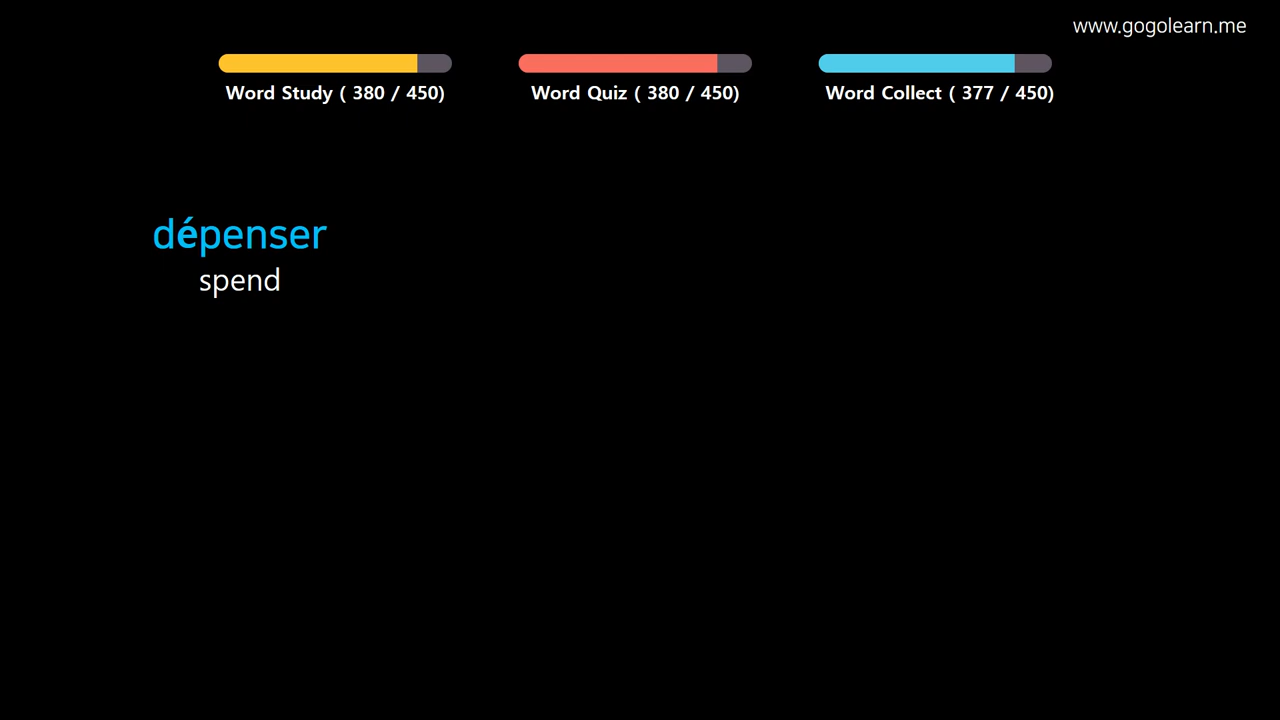 www.gogolearn.me
Word Study ( 380 / 450)
Word Quiz ( 380 / 450)
Word Collect ( 377 / 450)
dépenser
spend